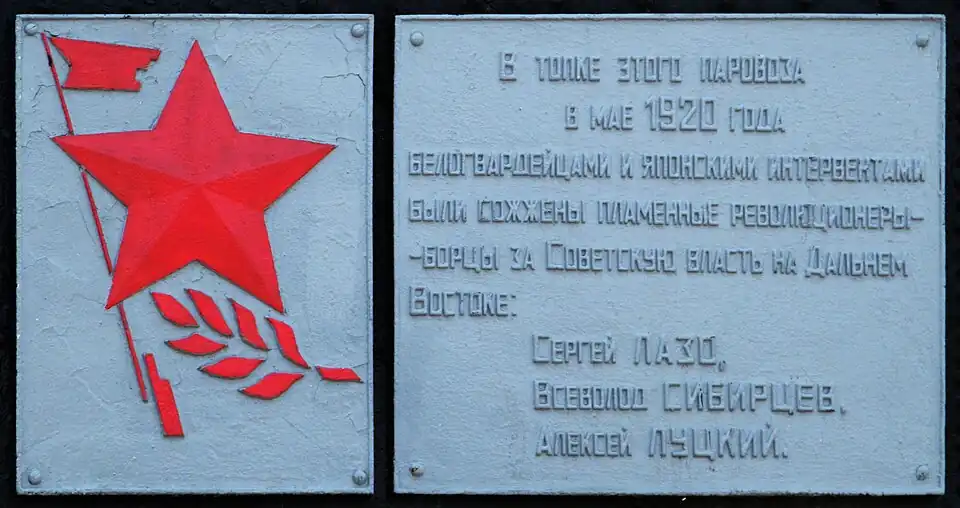 В топке этого паровоза
в мае 1920 года
белогвардейцами и японскими интервентами
были сожжены пламенные революционеры-
-борцы за Советскую власть на Дальнем
Востоке:
Сергей ЛАЗО,
Всеволод СИБИРЦЕВ,
Алексей ЛУЦКИЙ.